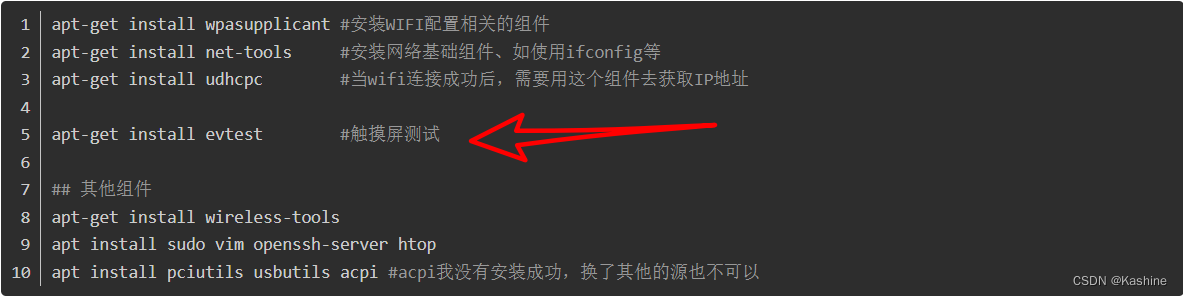 1 apt-get install wpasupplicant #安装WIFI配置相关的组件
2 apt-get install net-tools #安装网络基础组件、如使用ifconfig等
3 apt-get install udhcpc #当wifi连接成功后，需要用这个组件去获取IP地址
4
5 apt-get install evtest #触摸屏测试
6
7 ## 其他组件
8 apt-get install wireless-tools
9 apt install sudo vim openssh-server htop
10 apt install pciutils usbutils acpi #acpi我没有安装成功，换了其他的源也不可以
CSDN @Kashine